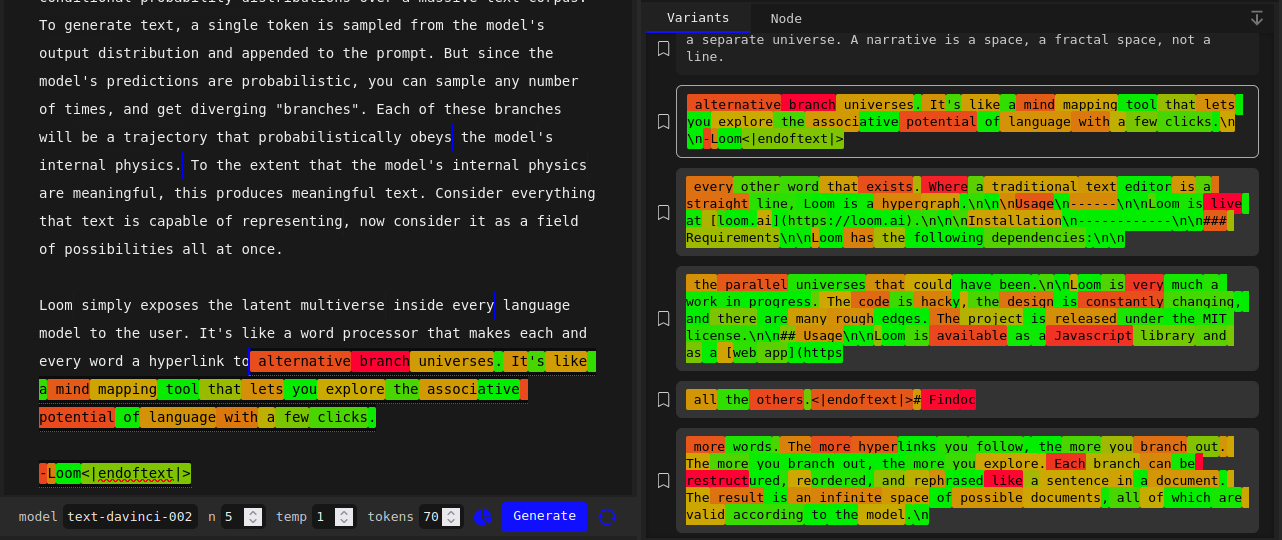 conditional probability distributions over a massive text corpus.
To generate text, a single token is sampled from the model's
output distribution and appended to the prompt. But since the
model's predictions are probabilistic, you can sample any number
of times, and get diverging "branches". Each of these branches
will be a trajectory that probabilistically obeys the model's
internal physics. To the extent that the model's internal physics
are meaningful, this produces meaningful text. Consider everything
that text is capable of representing, now consider it as a field
of possibilities all at once.
Loom simply exposes the latent multiverse inside every language
model to the user. It's like a word processor that makes each and
every word a hyperlink to alternative branch universes. It's like
a mind mapping tool that lets you explore the associative
potential of language with a few clicks.
-Loom<|endoftext|>
model text-davinci-002 n 5 temp 1 tokens 70 Generate
Variants Node
a separate universe. A narrative is a space, a fractal space, not a
line.
alternative branch universes. It's like a mind mapping tool that lets
you explore the associative potential of language with a few clicks.\n
\n-Loom<|endoftext|>
every other word that exists. Where a traditional text editor is a
straight line, Loom is a hypergraph.\n\n\nUsage\n------\n\nLoom is live
at [loom.ai](https://loom.ai).\n\n\nInstallation\n------------\n\n###
Requirements\n\nLoom has the following dependencies:\n\n
the parallel universes that could have been.\n\nLoom is very much a
work in progress. The code is hacky, the design is constantly changing,
and there are many rough edges. The project is released under the MIT
license.\n\n## Usage\n\nLoom is available as a Javascript library and
as a [web app](https
all the others.<|endoftext|># Findoc
more words. The more hyperlinks you follow, the more you branch out.
The more you branch out, the more you explore. Each branch can be
restructured, reordered, and rephrased like a sentence in a document.
The result is an infinite space of possible documents, all of which are
valid according to the model.\n